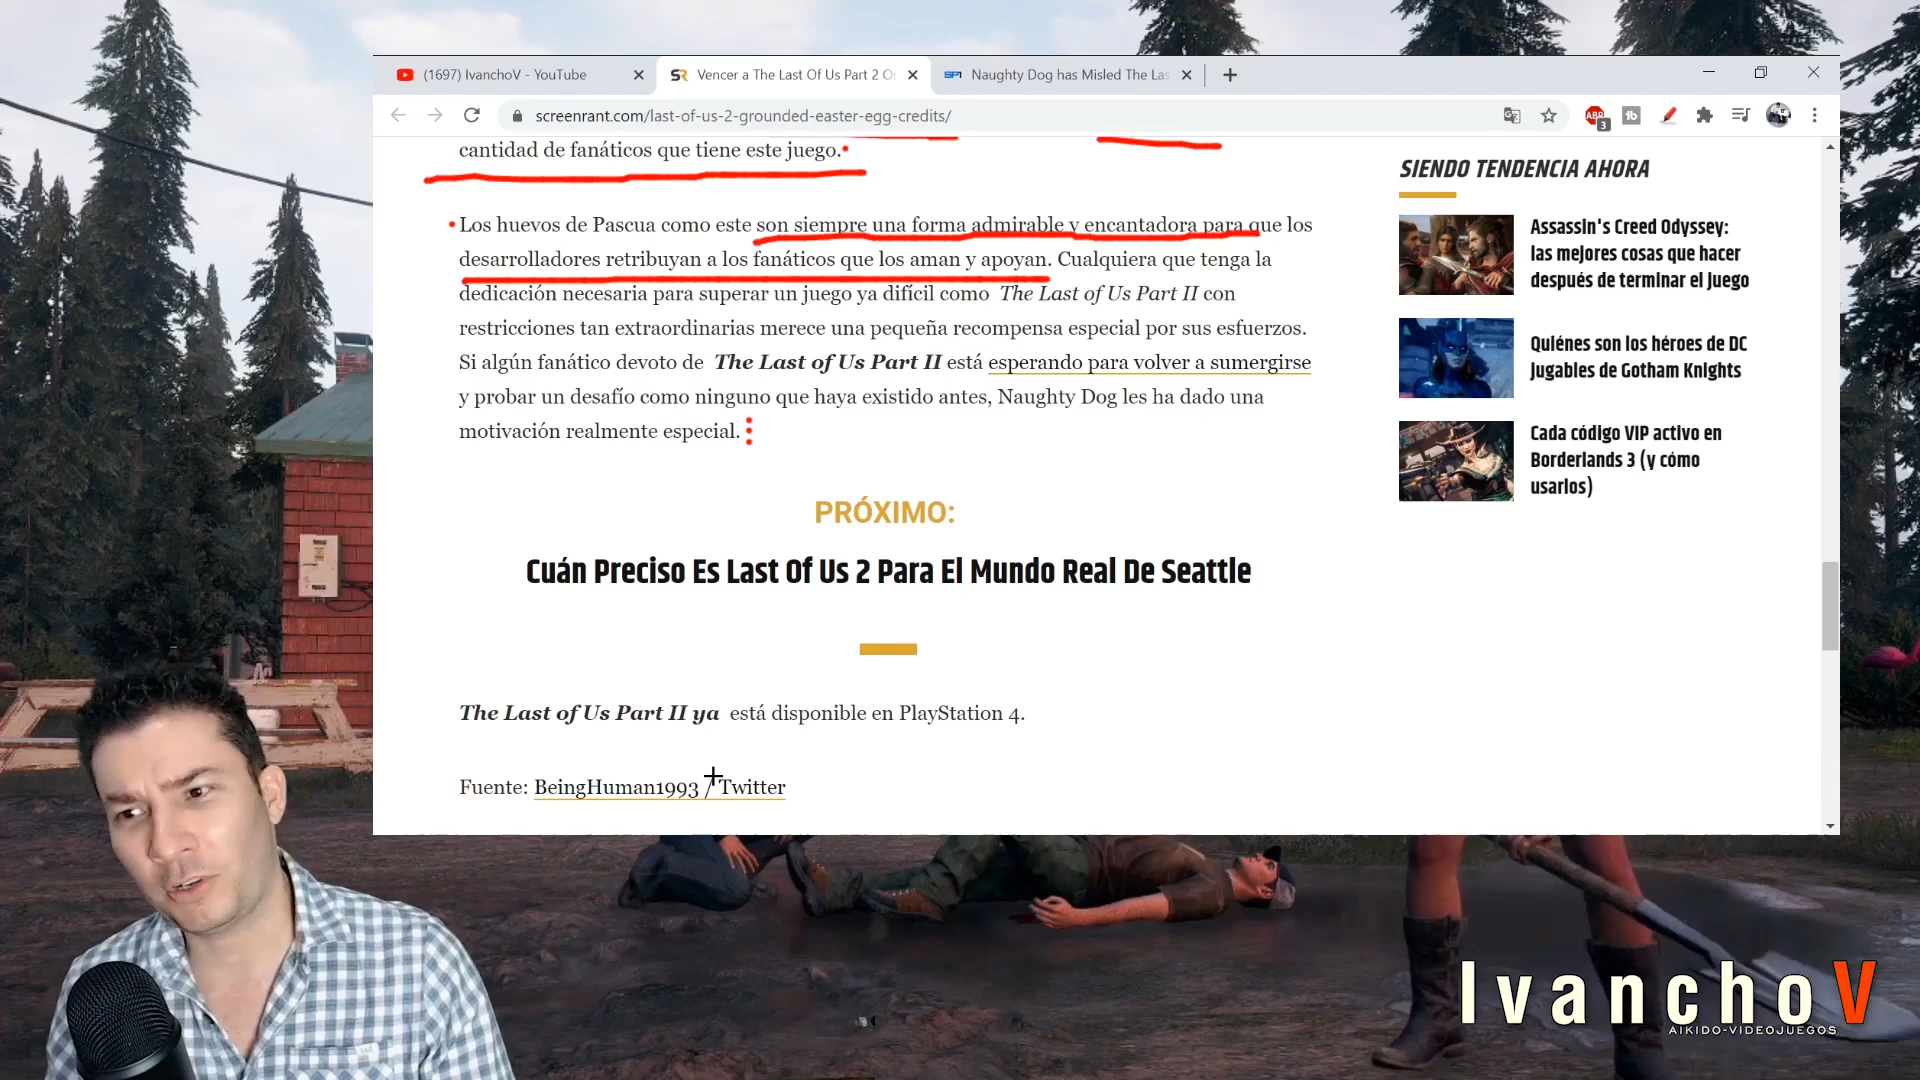 (1697) IvanchoV - YouTube
SR Vencer a The Last Of Us Part 2 O
SP1 Naughty Dog has Misled The Las
screenrant.com/last-of-us-2-grounded-easter-egg-credits/
ABP
3
tb
cantidad de fanáticos que tiene este juego.
Los huevos de Pascua como este son siempre una forma admirable y encantadora para que los
desarrolladores retribuyan a los fanáticos que los aman y apoyan. Cualquiera que tenga la
dedicación necesaria para superar un juego ya difícil como The Last of Us Part II con
restricciones tan extraordinarias merece una pequeña recompensa especial por sus esfuerzos.
Si algún fanático devoto de The Last of Us Part II está esperando para volver a sumergirse
y probar un desafío como ninguno que haya existido antes, Naughty Dog les ha dado una
motivación realmente especial.
PRÓXIMO:
Cuán Preciso Es Last Of Us 2 Para El Mundo Real De Seattle
The Last of Us Part II ya está disponible en PlayStation 4.
Fuente: BeingHuman1993 / Twitter
SIENDO TENDENCIA AHORA
Assassin's Creed Odyssey:
las mejores cosas que hacer
después de terminar el juego
Quiénes son los héroes de DC
jugables de Gotham Knights
Cada código VIP activo en
Borderlands 3 (y cómo
usarlos)
IvanchoV
AIKIDO-VIDEOJUEGOS